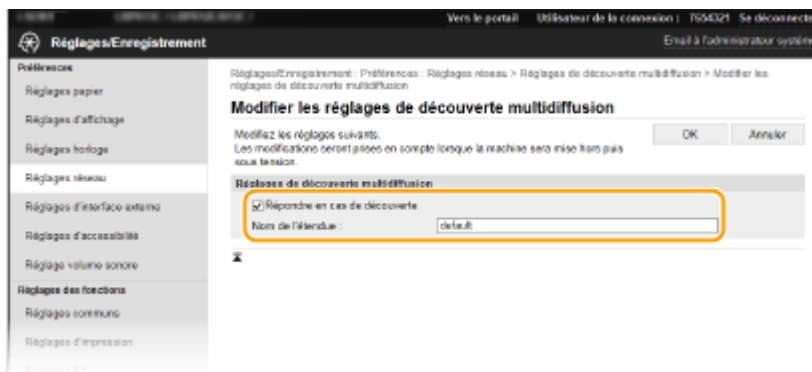 Vers le portail Utilisateur de la connexion : 7654321 Se déconnecte
Réglages/Enregistrement Email à l'administrateur système
Préférences
Réglages papier
Réglages d'affichage
Réglages horloge
Réglages réseau
Réglages d'interface externe
Réglages d'accessibilité
Réglage volume sonore
Réglages des fonctions
Réglages communs
Réglages d'impression
Réglages/Enregistrement : Préférences : Réglages réseau > Réglages de découverte multidiffusion > Modifier les
réglages de découverte multidiffusion
Modifier les réglages de découverte multidiffusion
Modifiez les réglages suivants.
Les modifications seront prises en compte lorsque la machine sera mise hors puis
sous tension.
OK Annuler
Réglages de découverte multidiffusion
Répondre en cas de découverte
Nom de l'étendue : default